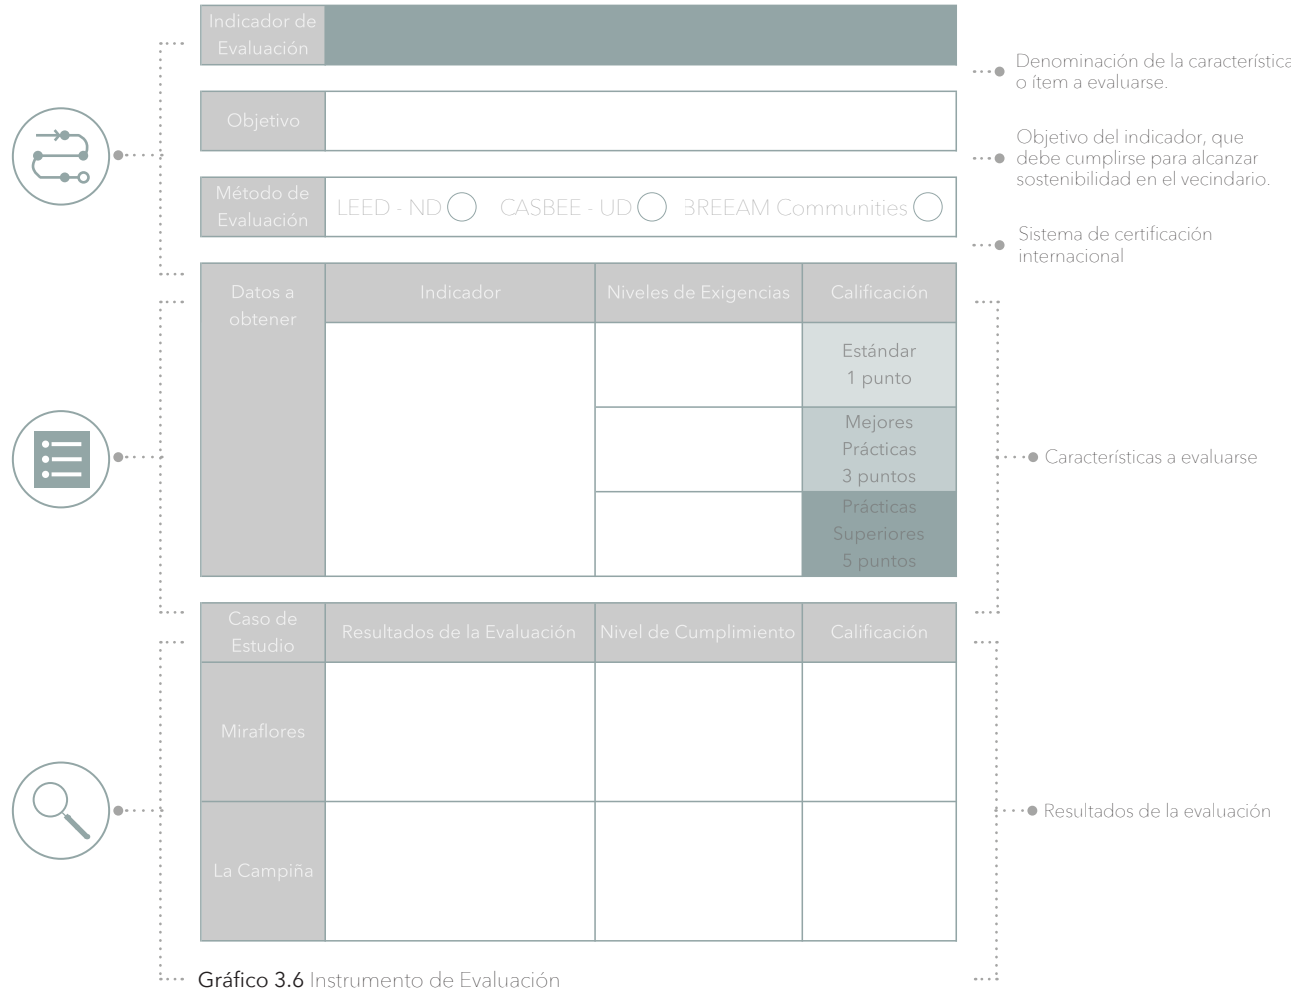 Indicador de
Evaluación
Denominación de la característica
o ítem a evaluarse.
Objetivo
Objetivo del indicador, que
debe cumplirse para alcanzar
sostenibilidad en el vecindario.
Método de
Evaluación
LEED - ND
CASBEE - UD
BREEAM Communities
Sistema de certificación
internacional
Datos a
obtener
Indicador
Niveles de Exigencias
Calificación
Estándar
1 punto
Mejores
Prácticas
3 puntos
Prácticas
Superiores
5 puntos
Características a evaluarse
Caso de
Estudio
Resultados de la Evaluación
Nivel de Cumplimiento
Calificación
Miraflores
La Campiña
Resultados de la evaluación
Gráfico 3.6 Instrumento de Evaluación